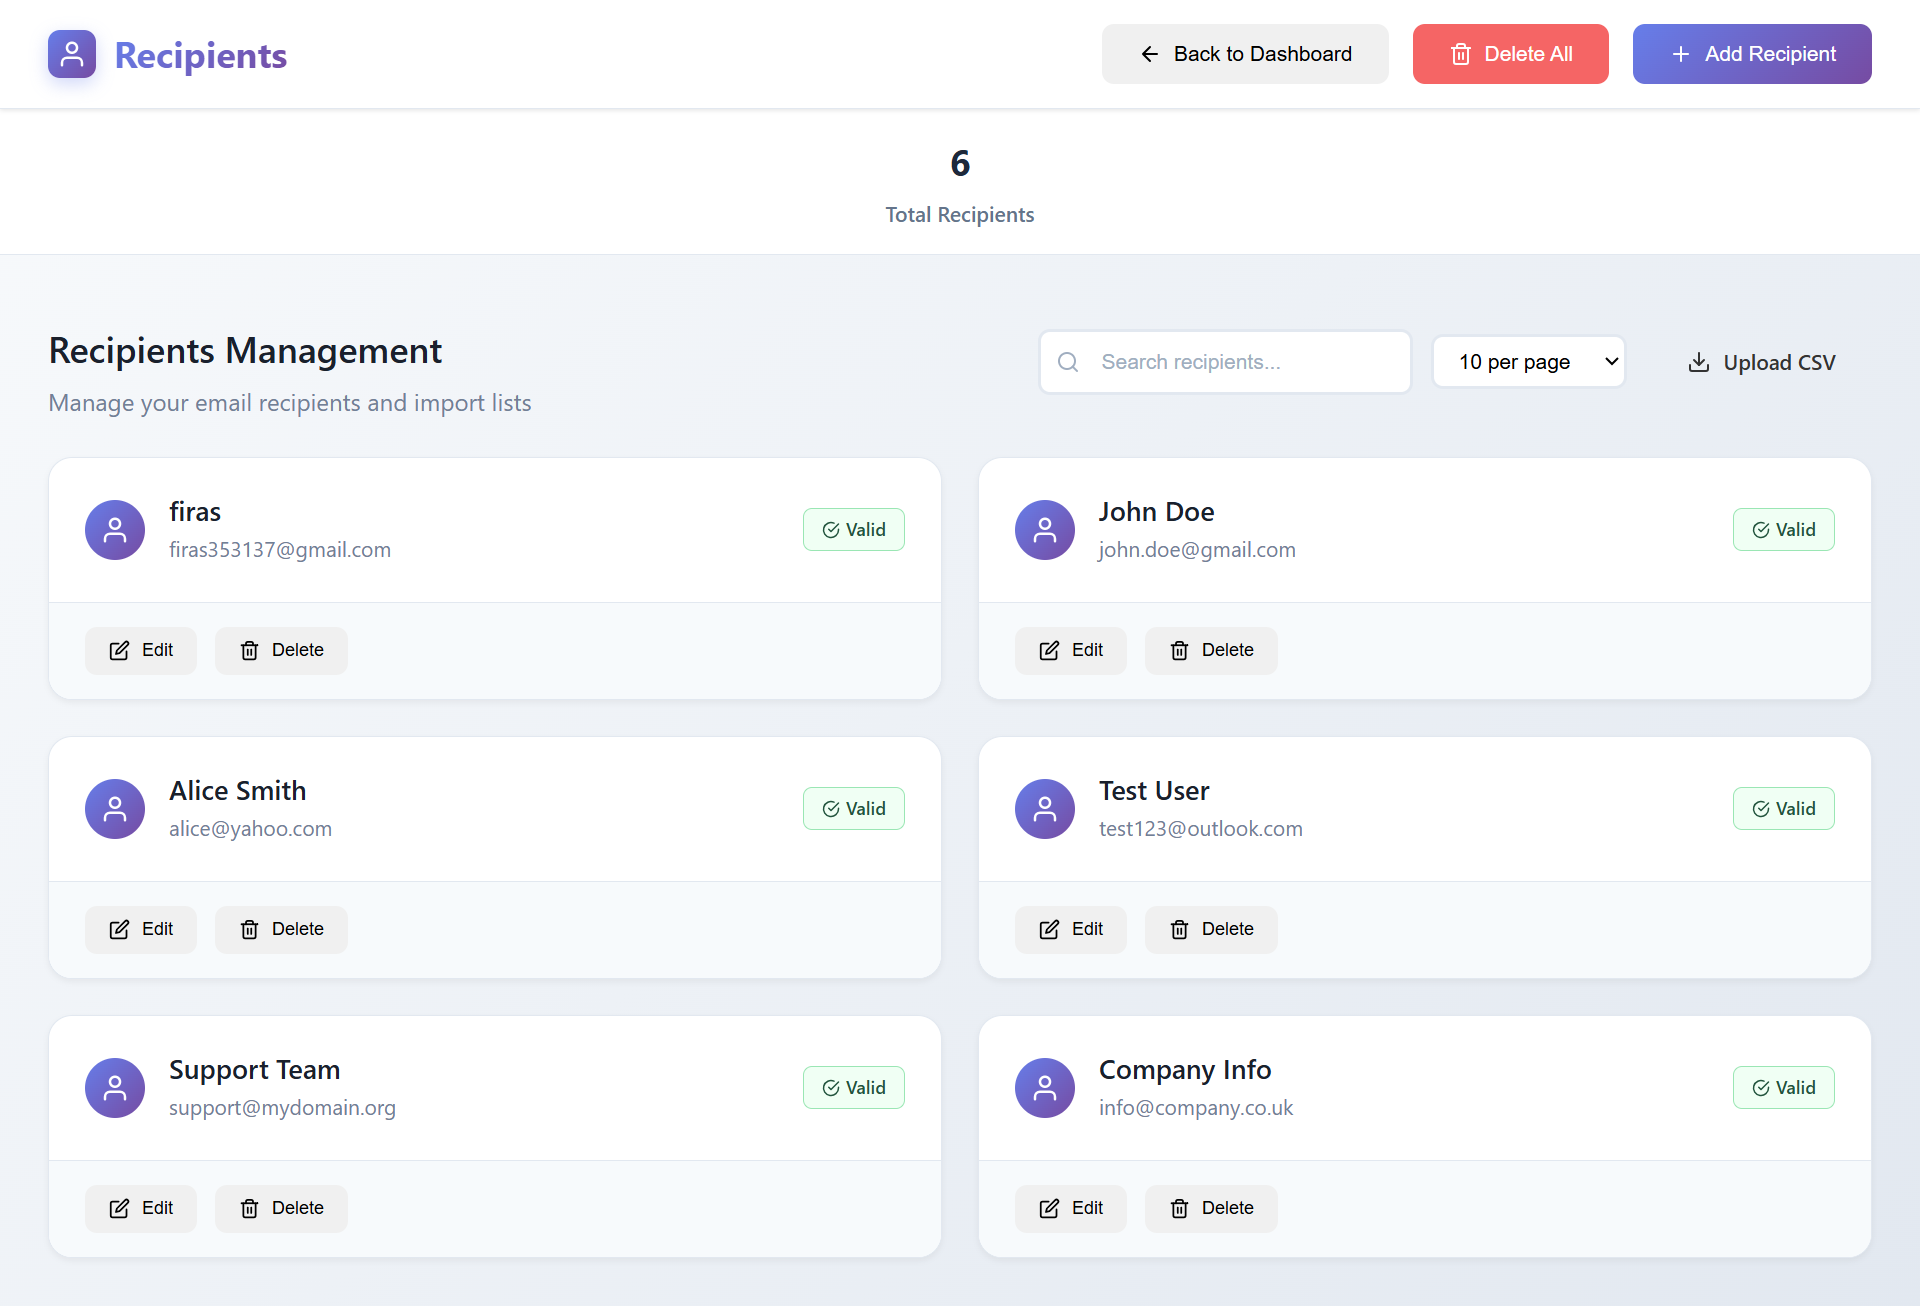 Recipients
Back to Dashboard
Delete All
Add Recipient
6
Total Recipients
Recipients Management
Manage your email recipients and import lists
Search recipients...
10 per page
Upload CSV
firas
firas353137@gmail.com
Valid
Edit
Delete
John Doe
john.doe@gmail.com
Valid
Edit
Delete
Alice Smith
alice@yahoo.com
Valid
Edit
Delete
Test User
test123@outlook.com
Valid
Edit
Delete
Support Team
support@mydomain.org
Valid
Edit
Delete
Company Info
info@company.co.uk
Valid
Edit
Delete